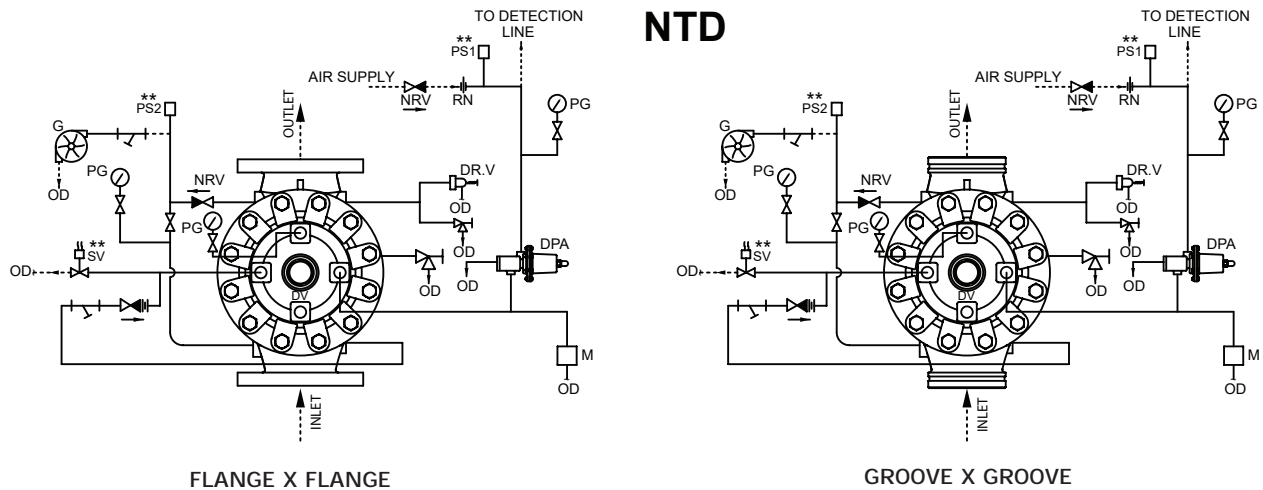 NTD
TO DETECTION
LINE
**
PS1
AIR SUPPLY
NRV
RN
PG
**
PS2
G
OD
PG
NRV
OUTLET
DR.V
OD
OD
PG
**
SV
OD
DV
OD
DPA
OD
M
OD
INLET
FLANGE X FLANGE
TO DETECTION
LINE
**
PS1
AIR SUPPLY
NRV
RN
PG
**
PS2
G
OD
PG
NRV
OUTLET
DR.V
OD
OD
PG
**
SV
OD
DV
OD
DPA
OD
M
OD
INLET
GROOVE X GROOVE